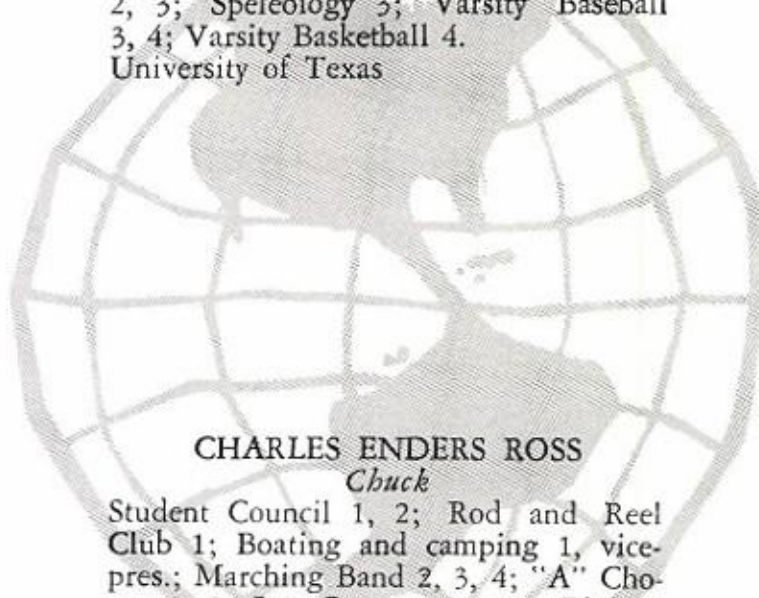 2, 3; Speleology 3; Varsity Baseball
3, 4; Varsity Basketball 4.
University of Texas
CHARLES ENDERS ROSS
Chuck
Student Council 1, 2; Rod and Reel
Club 1; Boating and camping 1, vice-
pres.; Marching Band 2, 3, 4; "A" Cho-